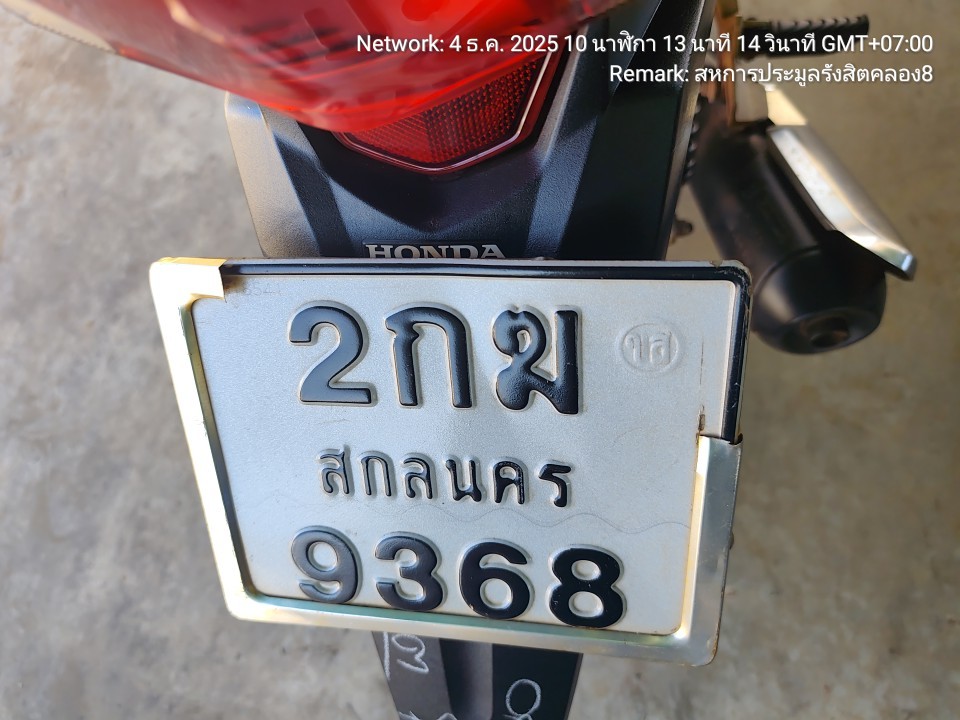 Network: 4 ธ.ค. 2025 10 นาฬิกา 13 นาที 14 วินาที GMT+07:00
Remark: สหการประมูลรังสิตคลอง8
HONDA
2กฆ
ขส
สกลนคร
9368